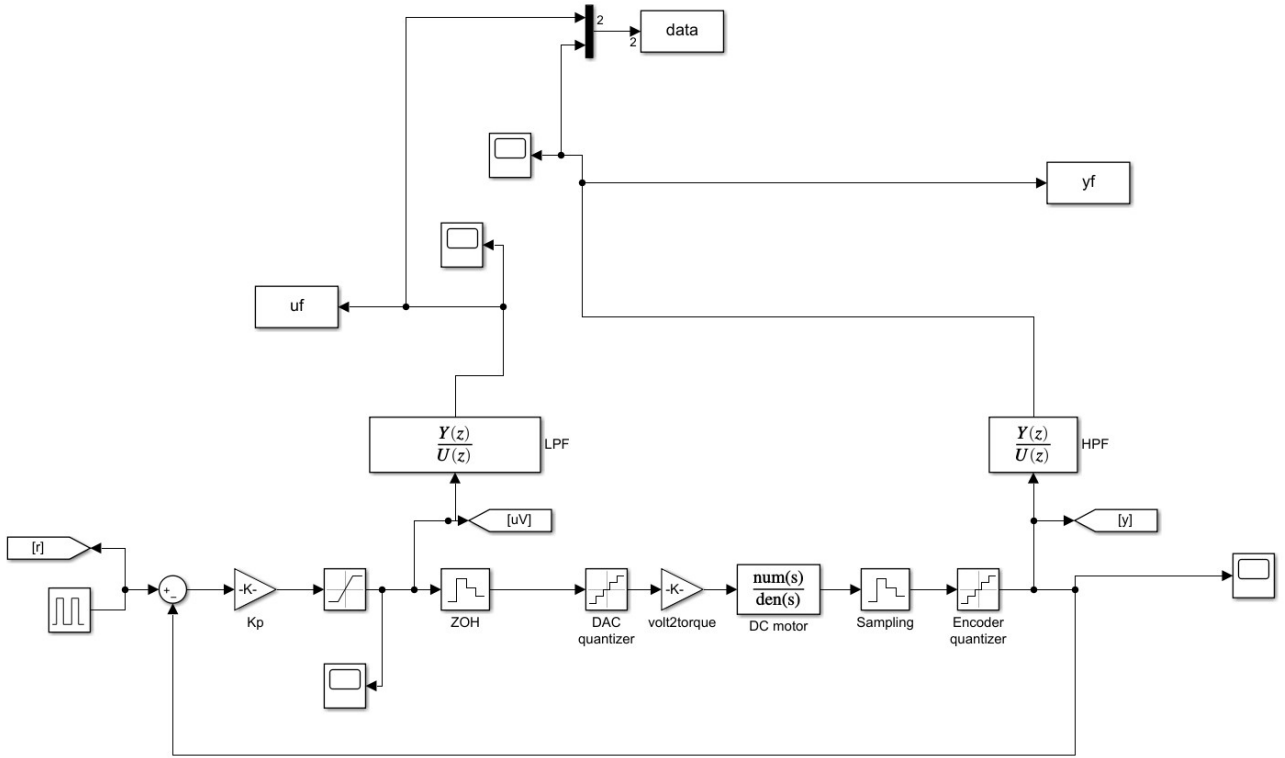 2
2
data
yf
uf
Y(z)
U(z)
LPF
Y(z)
U(z)
HPF
[uV]
[y]
[r]
+
−
-K-
Kp
ZOH
DAC
quantizer
-K-
volt2torque
num(s)
den(s)
DC motor
Sampling
Encoder
quantizer